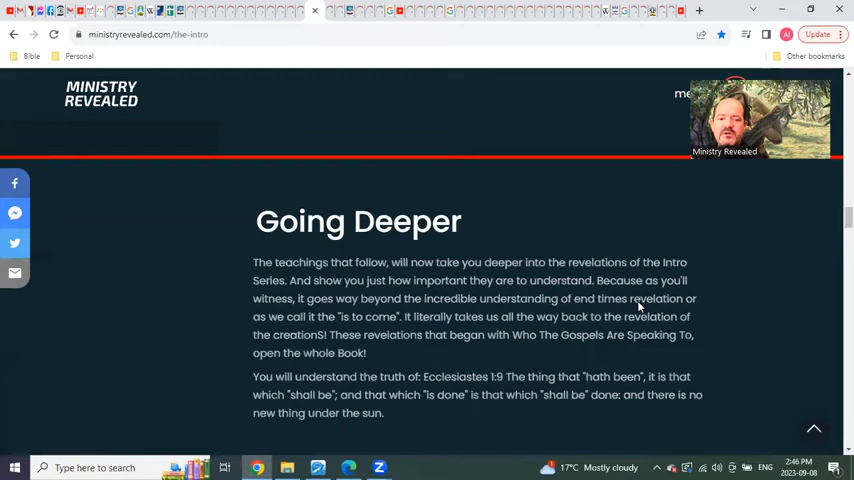 ministryrevealed.com/the-intro
AI
Update
Bible
Personal
Other bookmarks
MINISTRY
REVEALED
me
Ministry Revealed
Going Deeper
The teachings that follow, will now take you deeper into the revelations of the Intro
Series. And show you just how important they are to understand. Because as you'll
witness, it goes way beyond the incredible understanding of end times revelation or
as we call it the "is to come". It literally takes us all the way back to the revelation of
the creationS! These revelations that began with Who The Gospels Are Speaking To,
open the whole Book!
You will understand the truth of: Ecclesiastes 1:9 The thing that "hath been", it is that
which "shall be"; and that which "is done" is that which "shall be" done: and there is no
new thing under the sun.
Type here to search
17°C Mostly cloudy
ENG
2:46 PM
2023-09-08